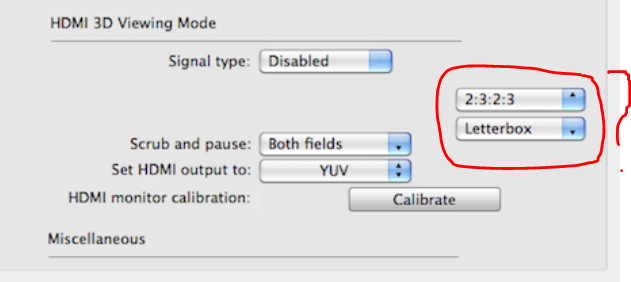 HDMI 3D Viewing Mode
Signal type: Disabled
2:3:2:3
Letterbox
Scrub and pause: Both fields
Set HDMI output to: YUV
HDMI monitor calibration: Calibrate
Miscellaneous